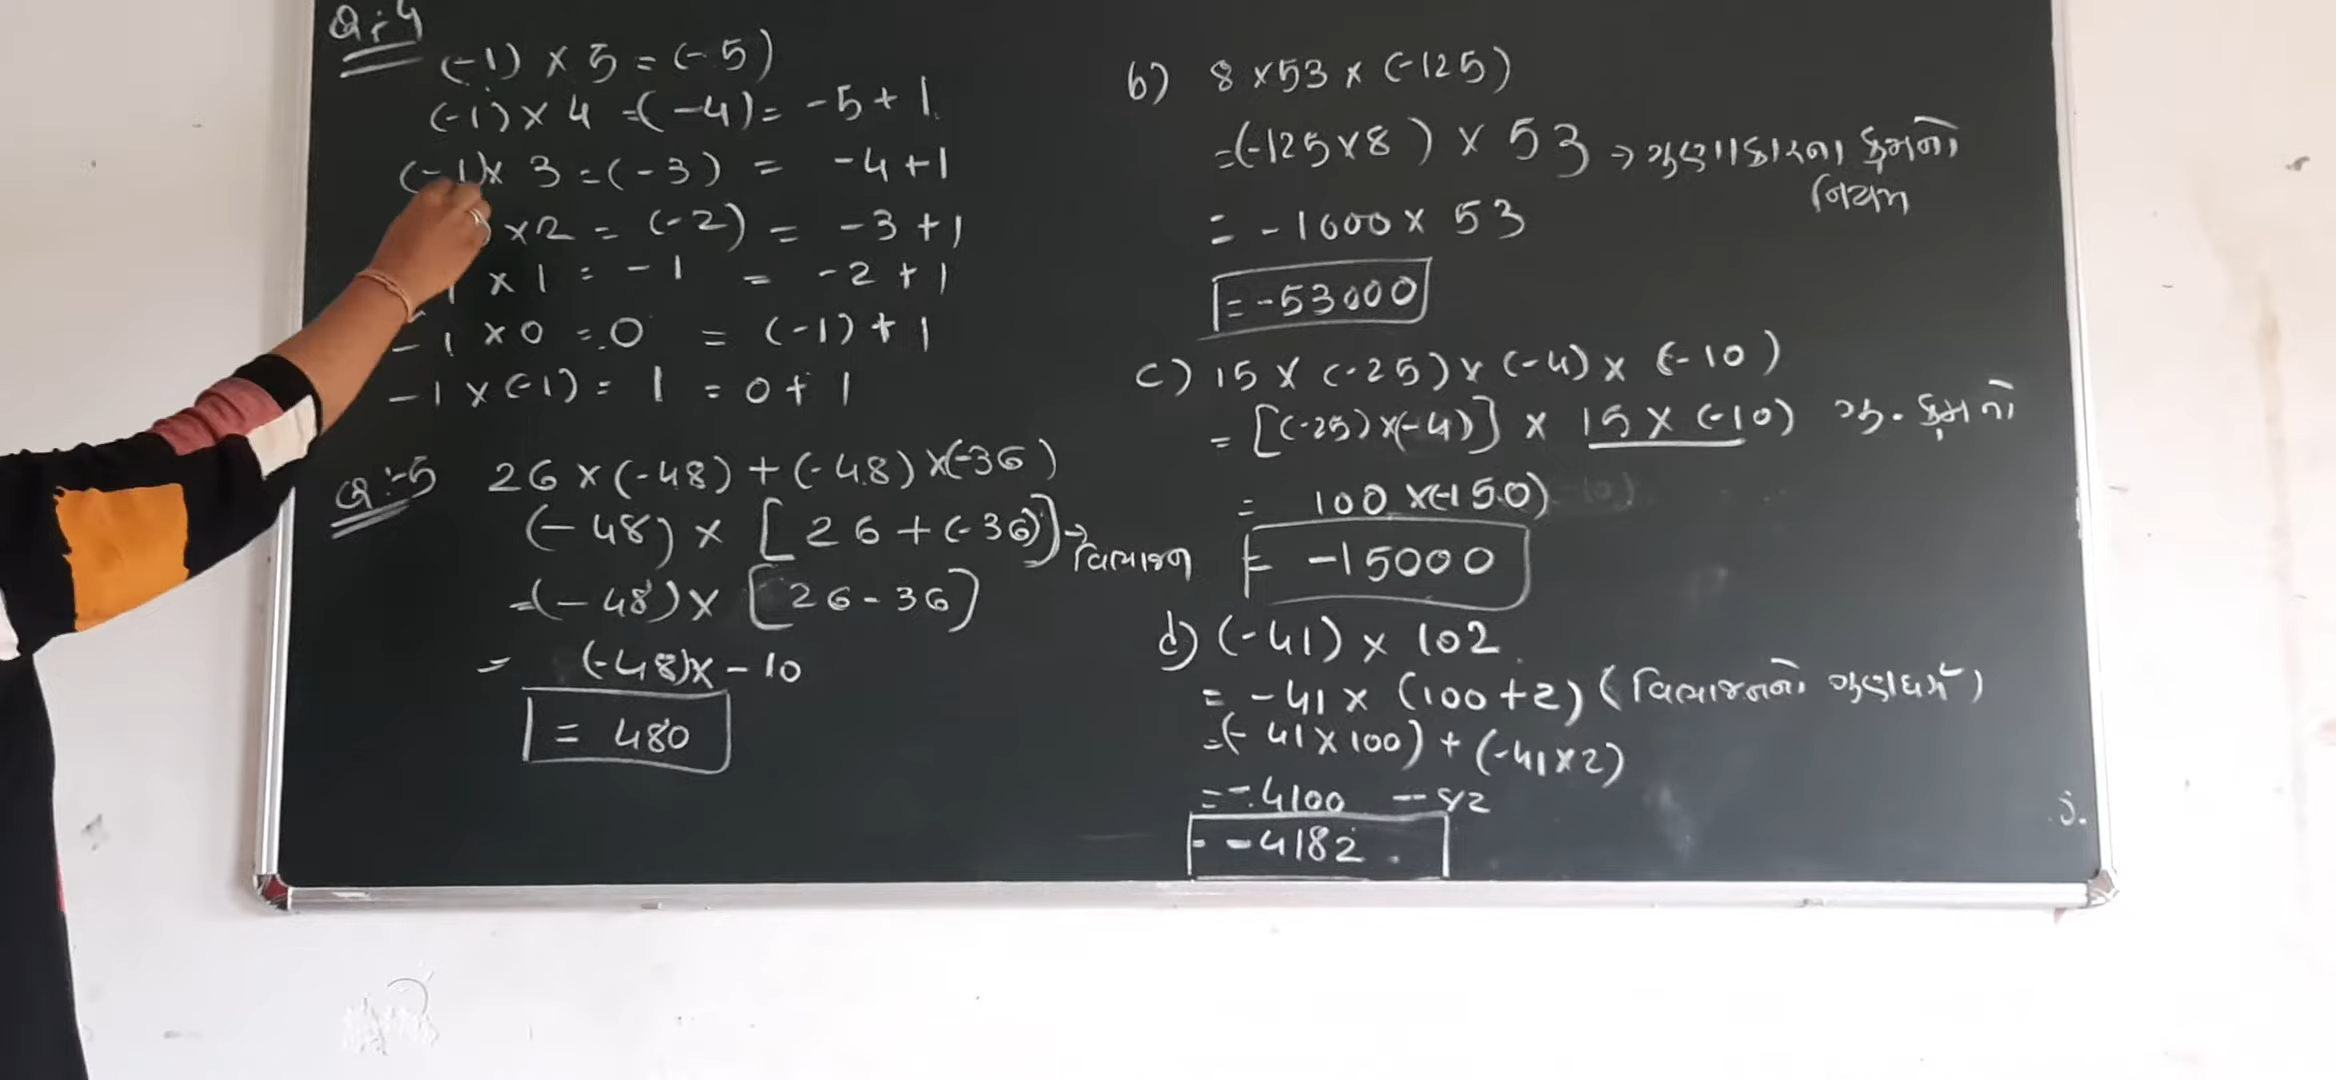 Q:-4
(-1) × 5 = (-5)
(-1) × 4 = (-4) = -5 + 1
(-1) × 3 = (-3) = -4 + 1
× 2 = (-2) = -3 + 1
1 × 1 = -1 = -2 + 1
-1 × 0 = 0 = (-1) + 1
-1 × (-1) = 1 = 0 + 1
Q:-5 26 × (-48) + (-48) × (-36)
(-48) × [26 + (-36)] → વિભાજન
= (-48) × [26 - 36]
= (-48) × -10
= 480
b) 8 × 53 × (-125)
= (-125 × 8) × 53 → ગુણાકારના ક્રમનો
નિયમ
= -1000 × 53
= -53000
c) 15 × (-25) × (-4) × (-10)
= [(-25) × (-4)] × 15 × (-10) ગુ. ક્રમનો
= 100 × (-150)
= -15000
d) (-41) × 102
= -41 × (100 + 2) (વિભાજનનો ગુણધર્મ)
= (-41 × 100) + (-41 × 2)
= -4100 - -82
= -4182.